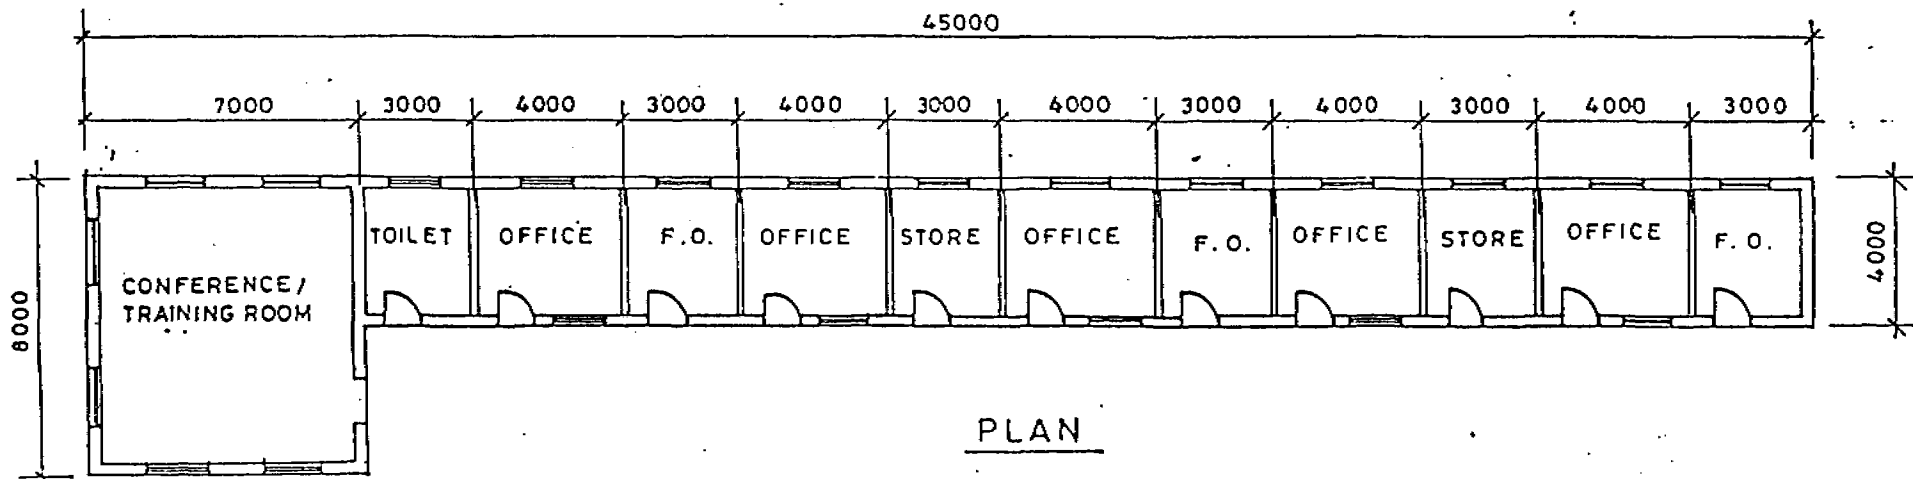 45000
7000 3000 4000 3000 4000 3000 4000 3000 4000 3000 4000 3000
TOILET OFFICE F.O. OFFICE STORE OFFICE F.O. OFFICE STORE OFFICE F.O.
CONFERENCE/
TRAINING ROOM
8000
4000
PLAN